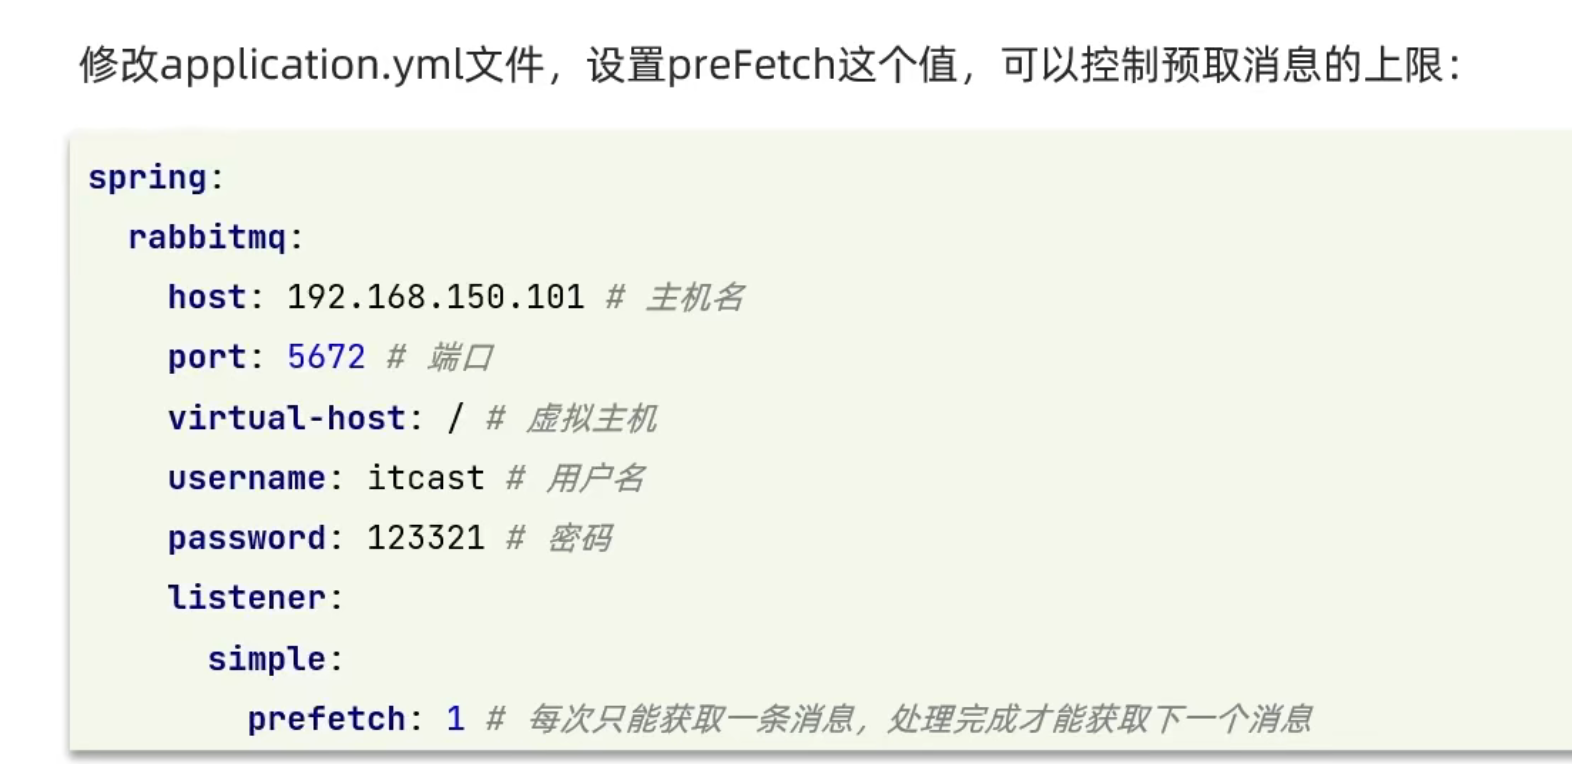 修改application.yml文件，设置preFetch这个值，可以控制预取消息的上限：
spring:
  rabbitmq:
    host: 192.168.150.101 # 主机名
    port: 5672 # 端口
    virtual-host: / # 虚拟主机
    username: itcast # 用户名
    password: 123321 # 密码
    listener:
      simple:
        prefetch: 1 # 每次只能获取一条消息，处理完成才能获取下一个消息